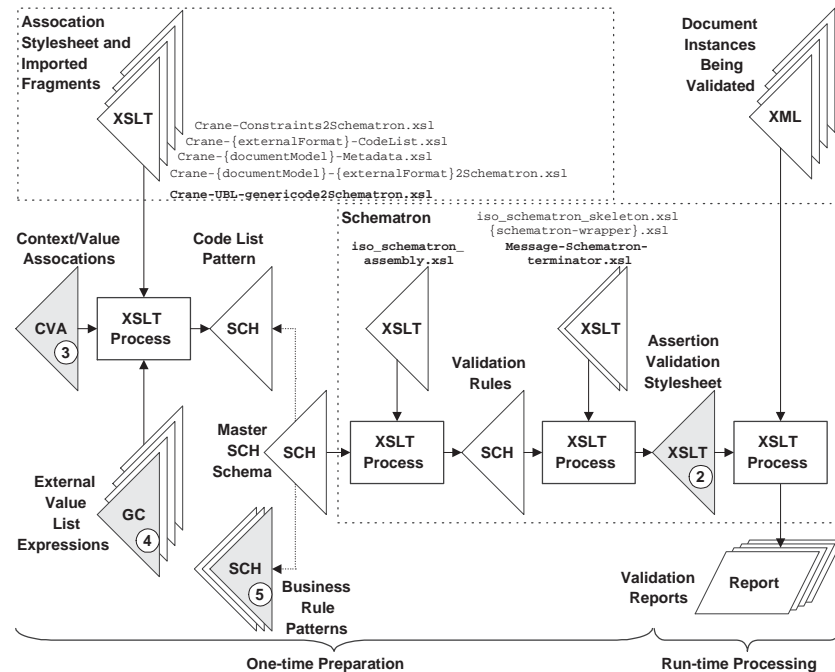 Assocation
Stylesheet and
Imported
Fragments
XSLT
Crane-Constraints2Schematron.xsl
Crane-{externalFormat}-CodeList.xsl
Crane-{documentModel}-Metadata.xsl
Crane-{documentModel}-{externalFormat}2Schematron.xsl
Crane-UBL-genericode2Schematron.xsl
Document
Instances
Being
Validated
XML
Schematron
iso_schematron_skeleton.xsl
{schematron-wrapper}.xsl
Message-Schematron-
terminator.xsl
iso_schematron_
assembly.xsl
Context/Value
Assocations
Code List
Pattern
CVA
3
XSLT
Process
SCH
XSLT
XSLT
Validation
Rules
Assertion
Validation
Stylesheet
Master
SCH
Schema
SCH
XSLT
Process
SCH
XSLT
Process
XSLT
2
XSLT
Process
External
Value
List
Expressions
GC
4
SCH
5
Business
Rule
Patterns
Validation
Reports
Report
One-time Preparation
Run-time Processing